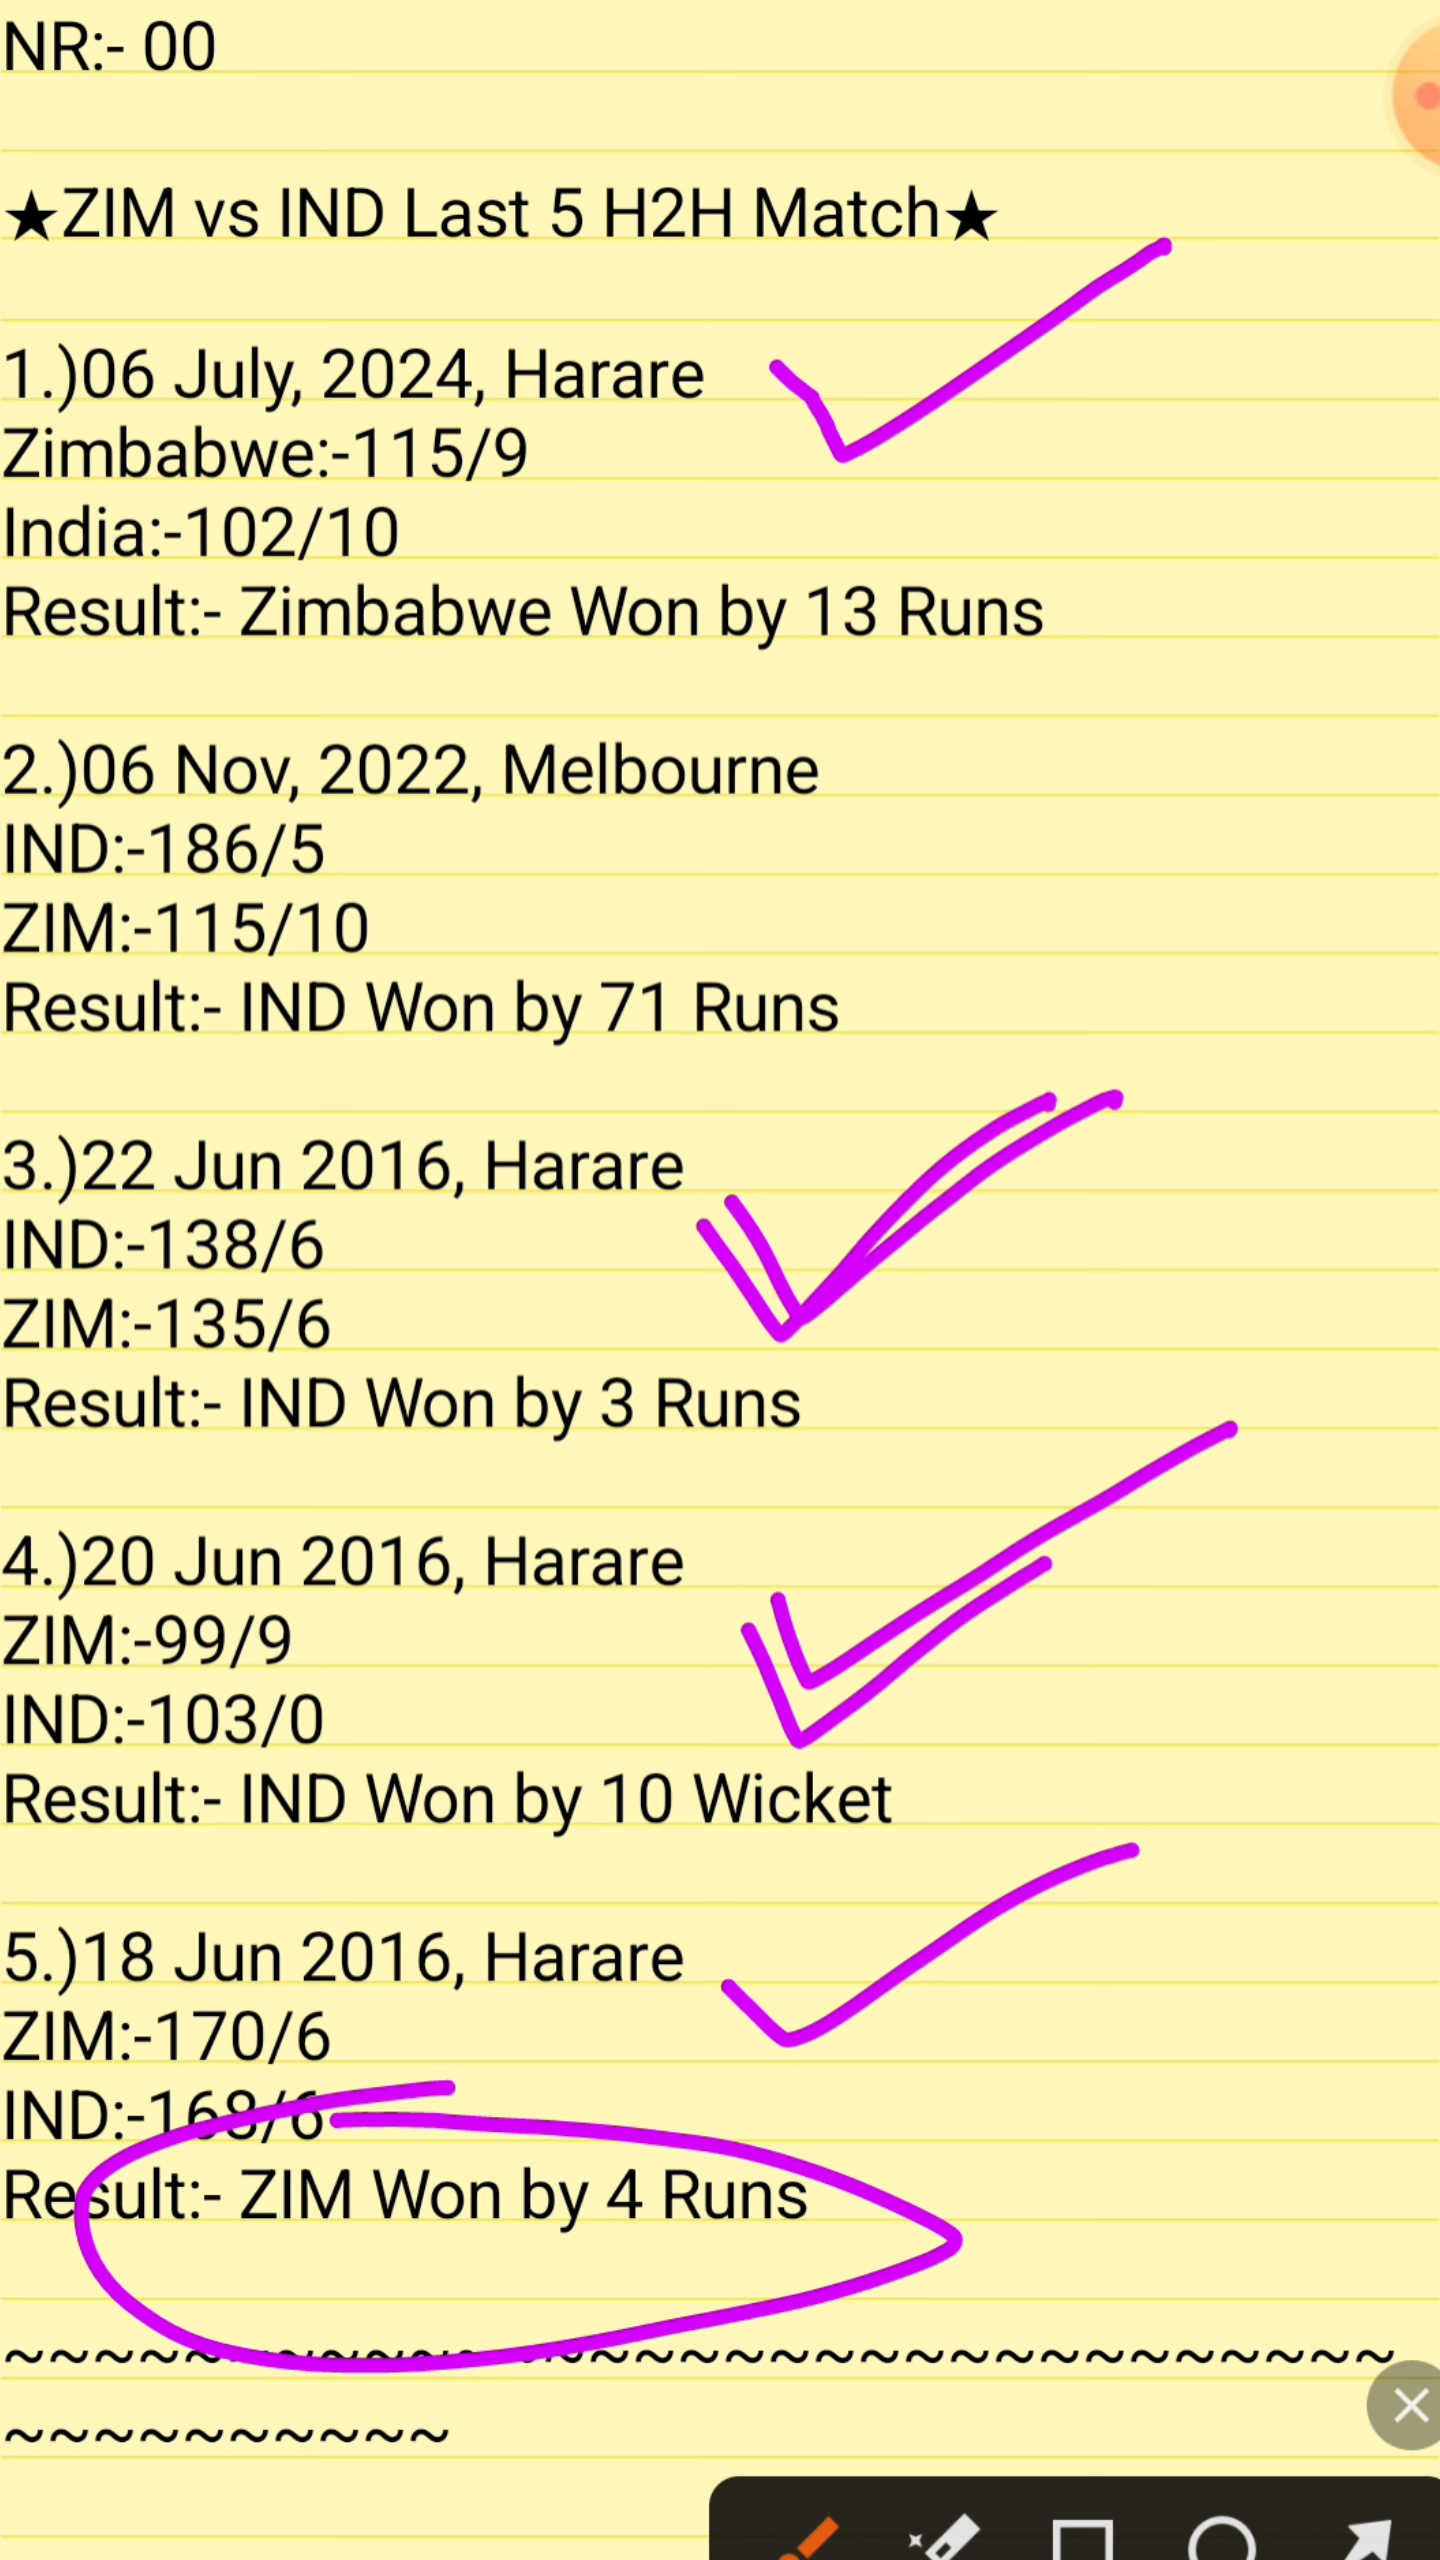 NR:- 00
★ZIM vs IND Last 5 H2H Match★
1.)06 July, 2024, Harare
Zimbabwe:-115/9
India:-102/10
Result:- Zimbabwe Won by 13 Runs
2.)06 Nov, 2022, Melbourne
IND:-186/5
ZIM:-115/10
Result:- IND Won by 71 Runs
3.)22 Jun 2016, Harare
IND:-138/6
ZIM:-135/6
Result:- IND Won by 3 Runs
4.)20 Jun 2016, Harare
ZIM:-99/9
IND:-103/0
Result:- IND Won by 10 Wicket
5.)18 Jun 2016, Harare
ZIM:-170/6
IND:-168/6
Result:- ZIM Won by 4 Runs
~~~~~~~~~~~~~~~~~~~~~~~~~~~~~~~
~~~~~~~~~~